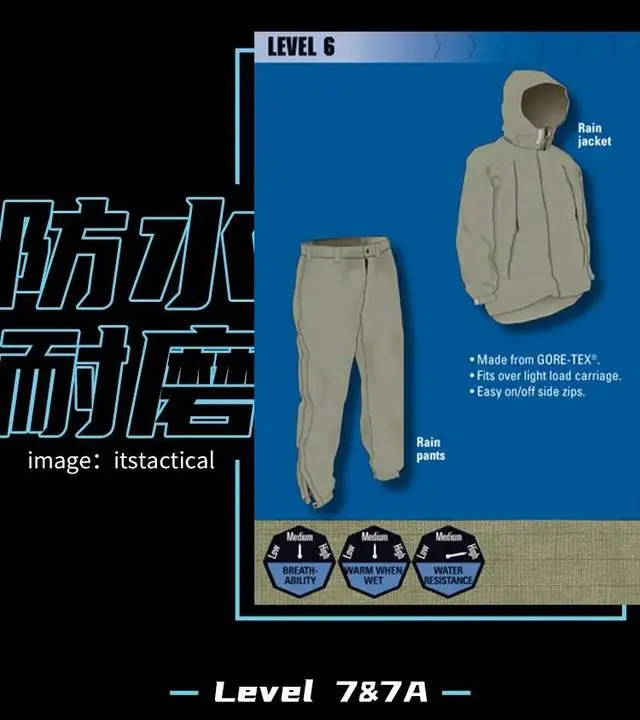 LEVEL 6
Rain
jacket
防水
耐磨
image：itstactical
• Made from GORE-TEX®.
• Fits over light load carriage.
• Easy on/off side zips.
Rain
pants
Low Medium High
BREATH-
ABILITY
Low Medium High
WARM WHEN
WET
Low Medium High
WATER
RESISTANCE
Level 7&7A